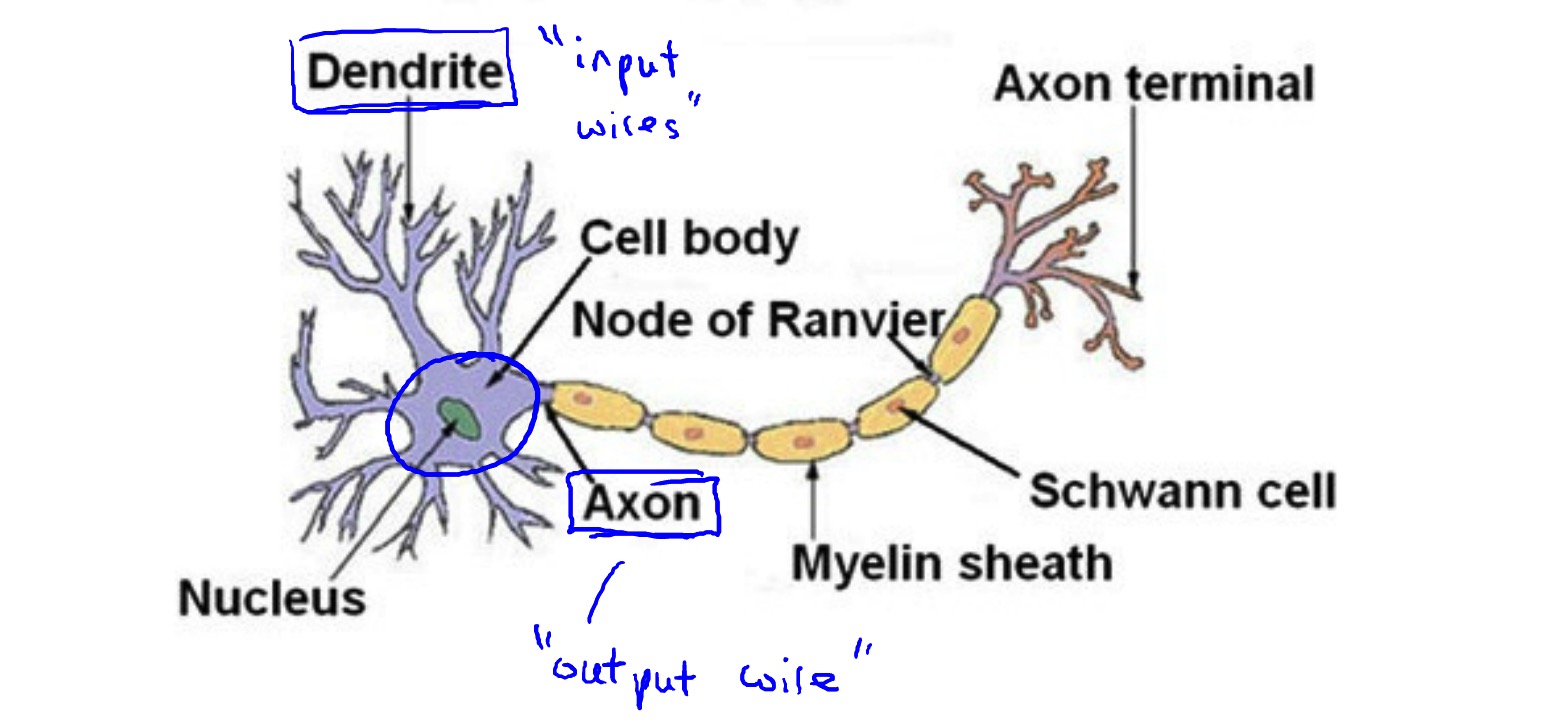 Dendrite
"input
wires"
Axon terminal
Cell body
Node of Ranvier
Axon
Schwann cell
Myelin sheath
Nucleus
"output wire"